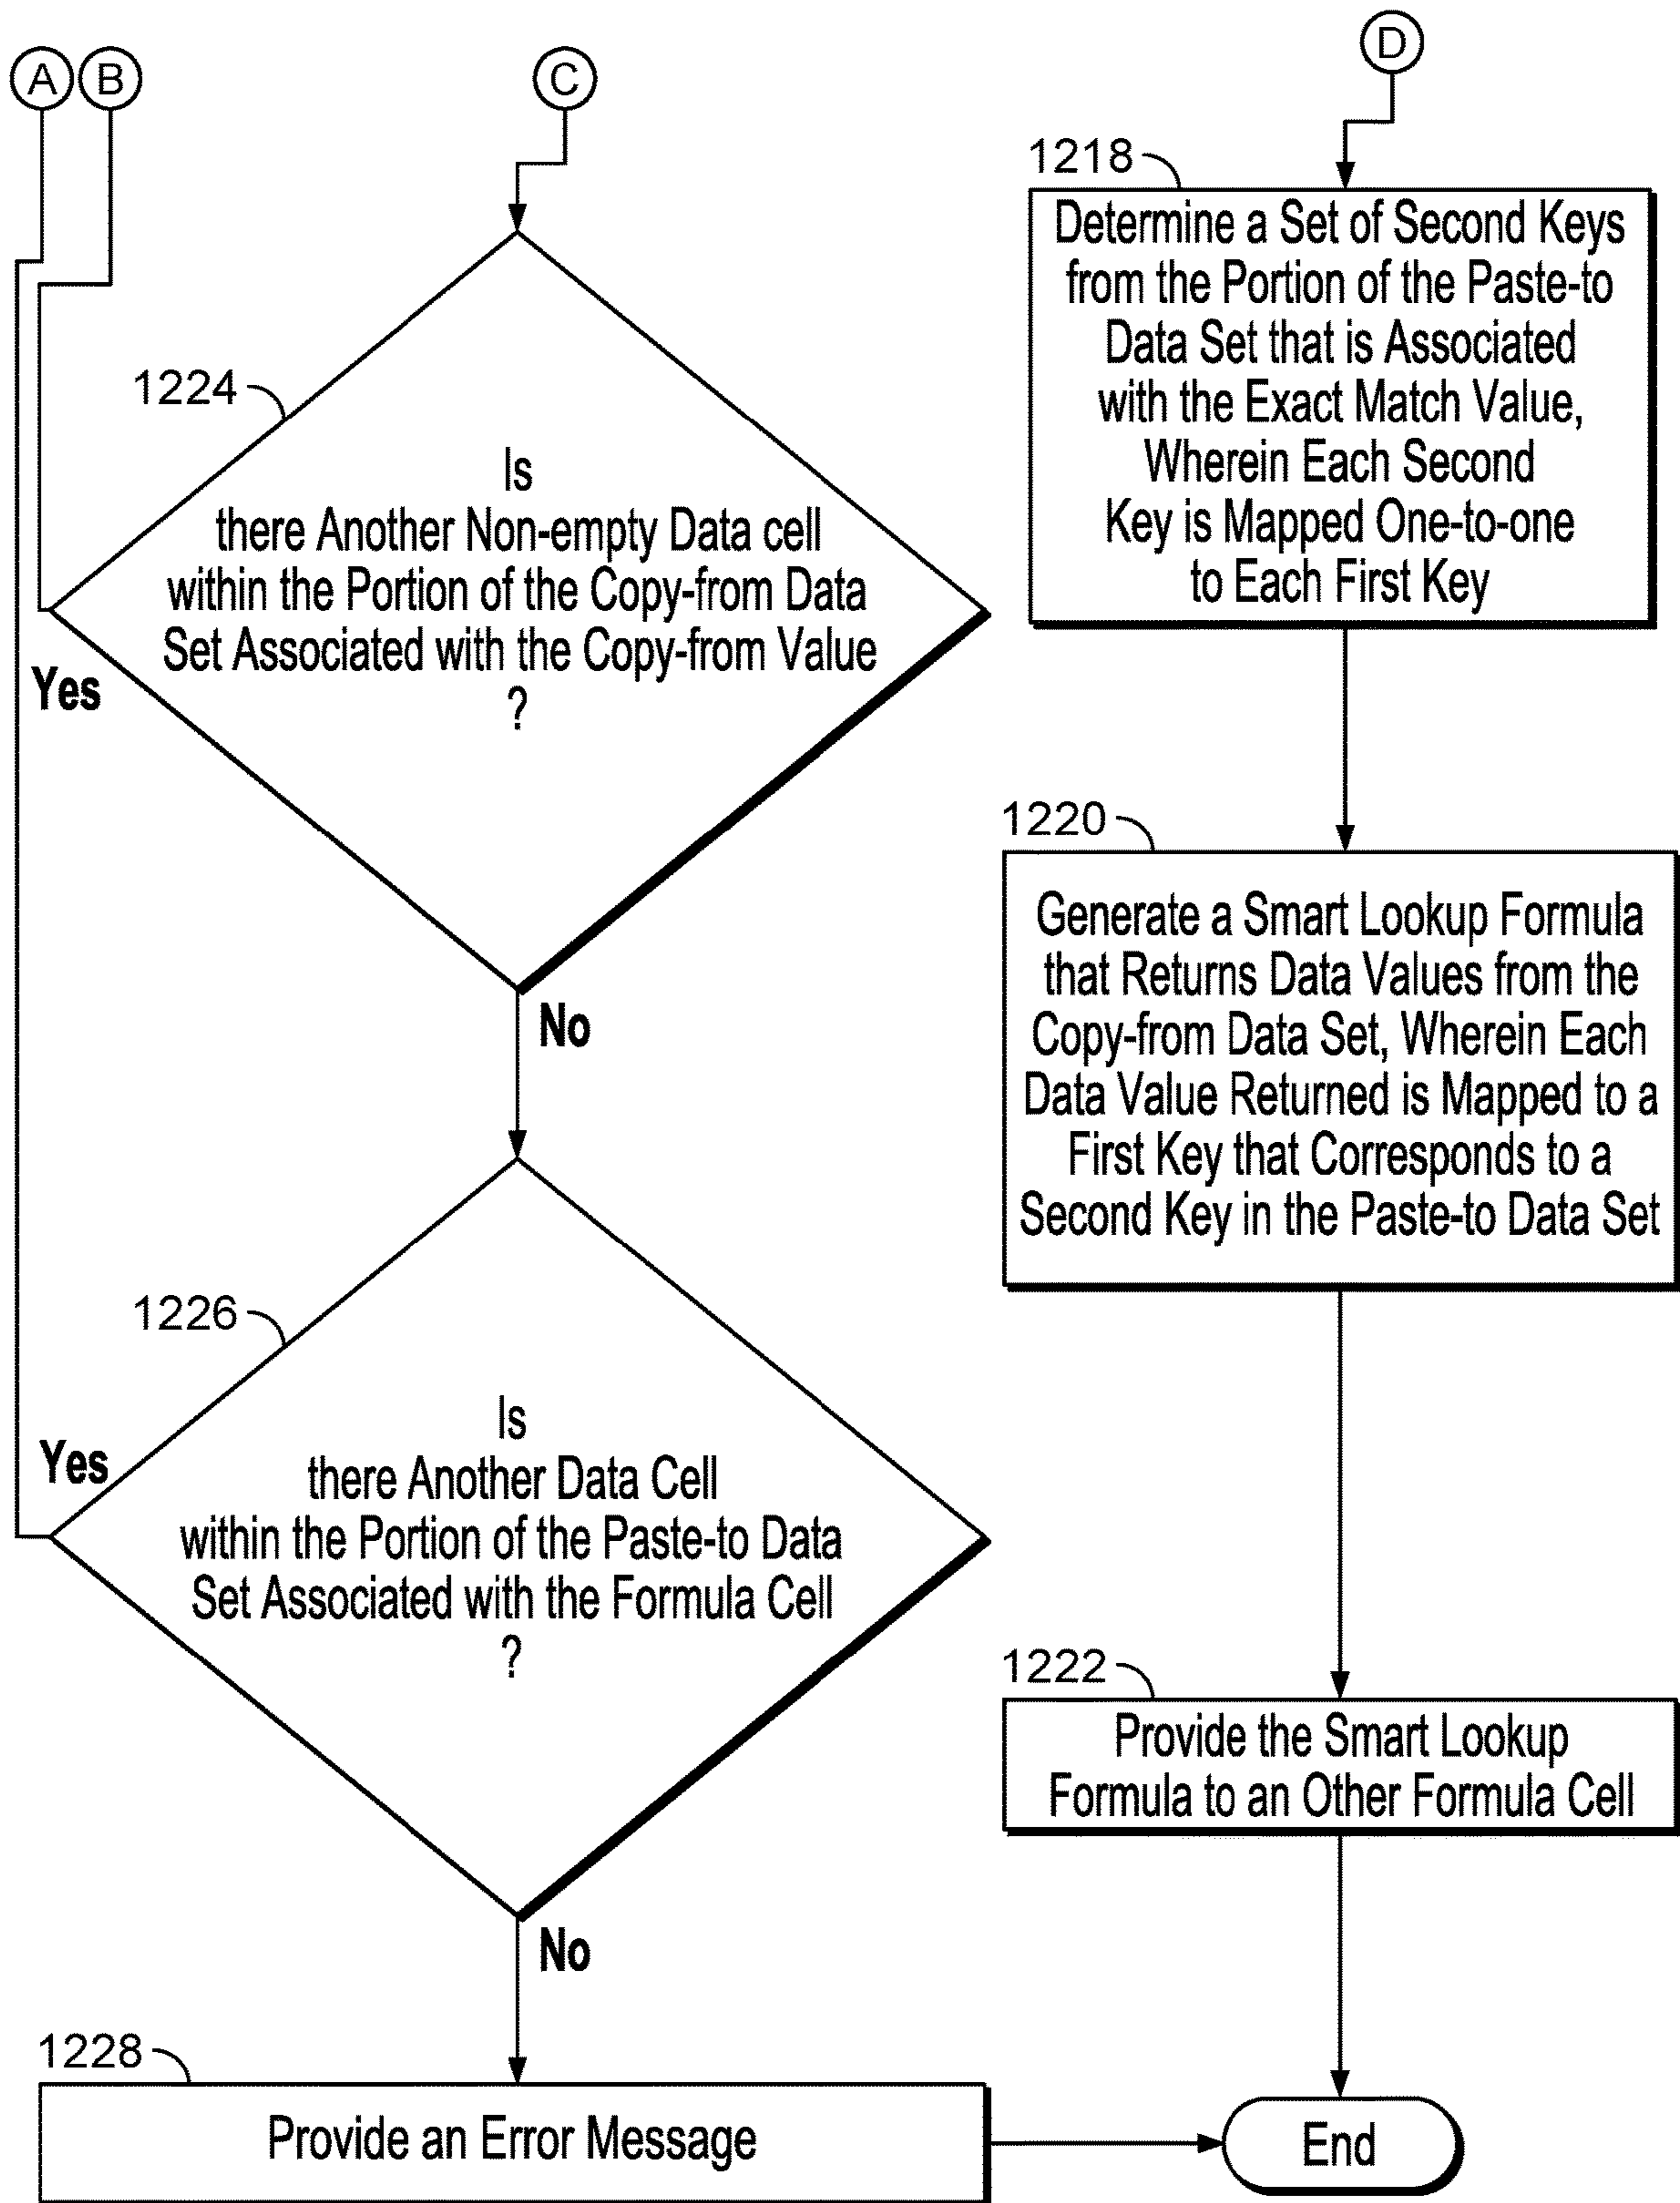 A
B
C
D
1224
Is
there Another Non-empty Data cell
within the Portion of the Copy-from Data
Set Associated with the Copy-from Value
?
Yes
No
1226
Is
there Another Data Cell
within the Portion of the Paste-to Data
Set Associated with the Formula Cell
?
Yes
No
1228
Provide an Error Message
1218
Determine a Set of Second Keys
from the Portion of the Paste-to
Data Set that is Associated
with the Exact Match Value,
Wherein Each Second
Key is Mapped One-to-one
to Each First Key
1220
Generate a Smart Lookup Formula
that Returns Data Values from the
Copy-from Data Set, Wherein Each
Data Value Returned is Mapped to a
First Key that Corresponds to a
Second Key in the Paste-to Data Set
1222
Provide the Smart Lookup
Formula to an Other Formula Cell
End